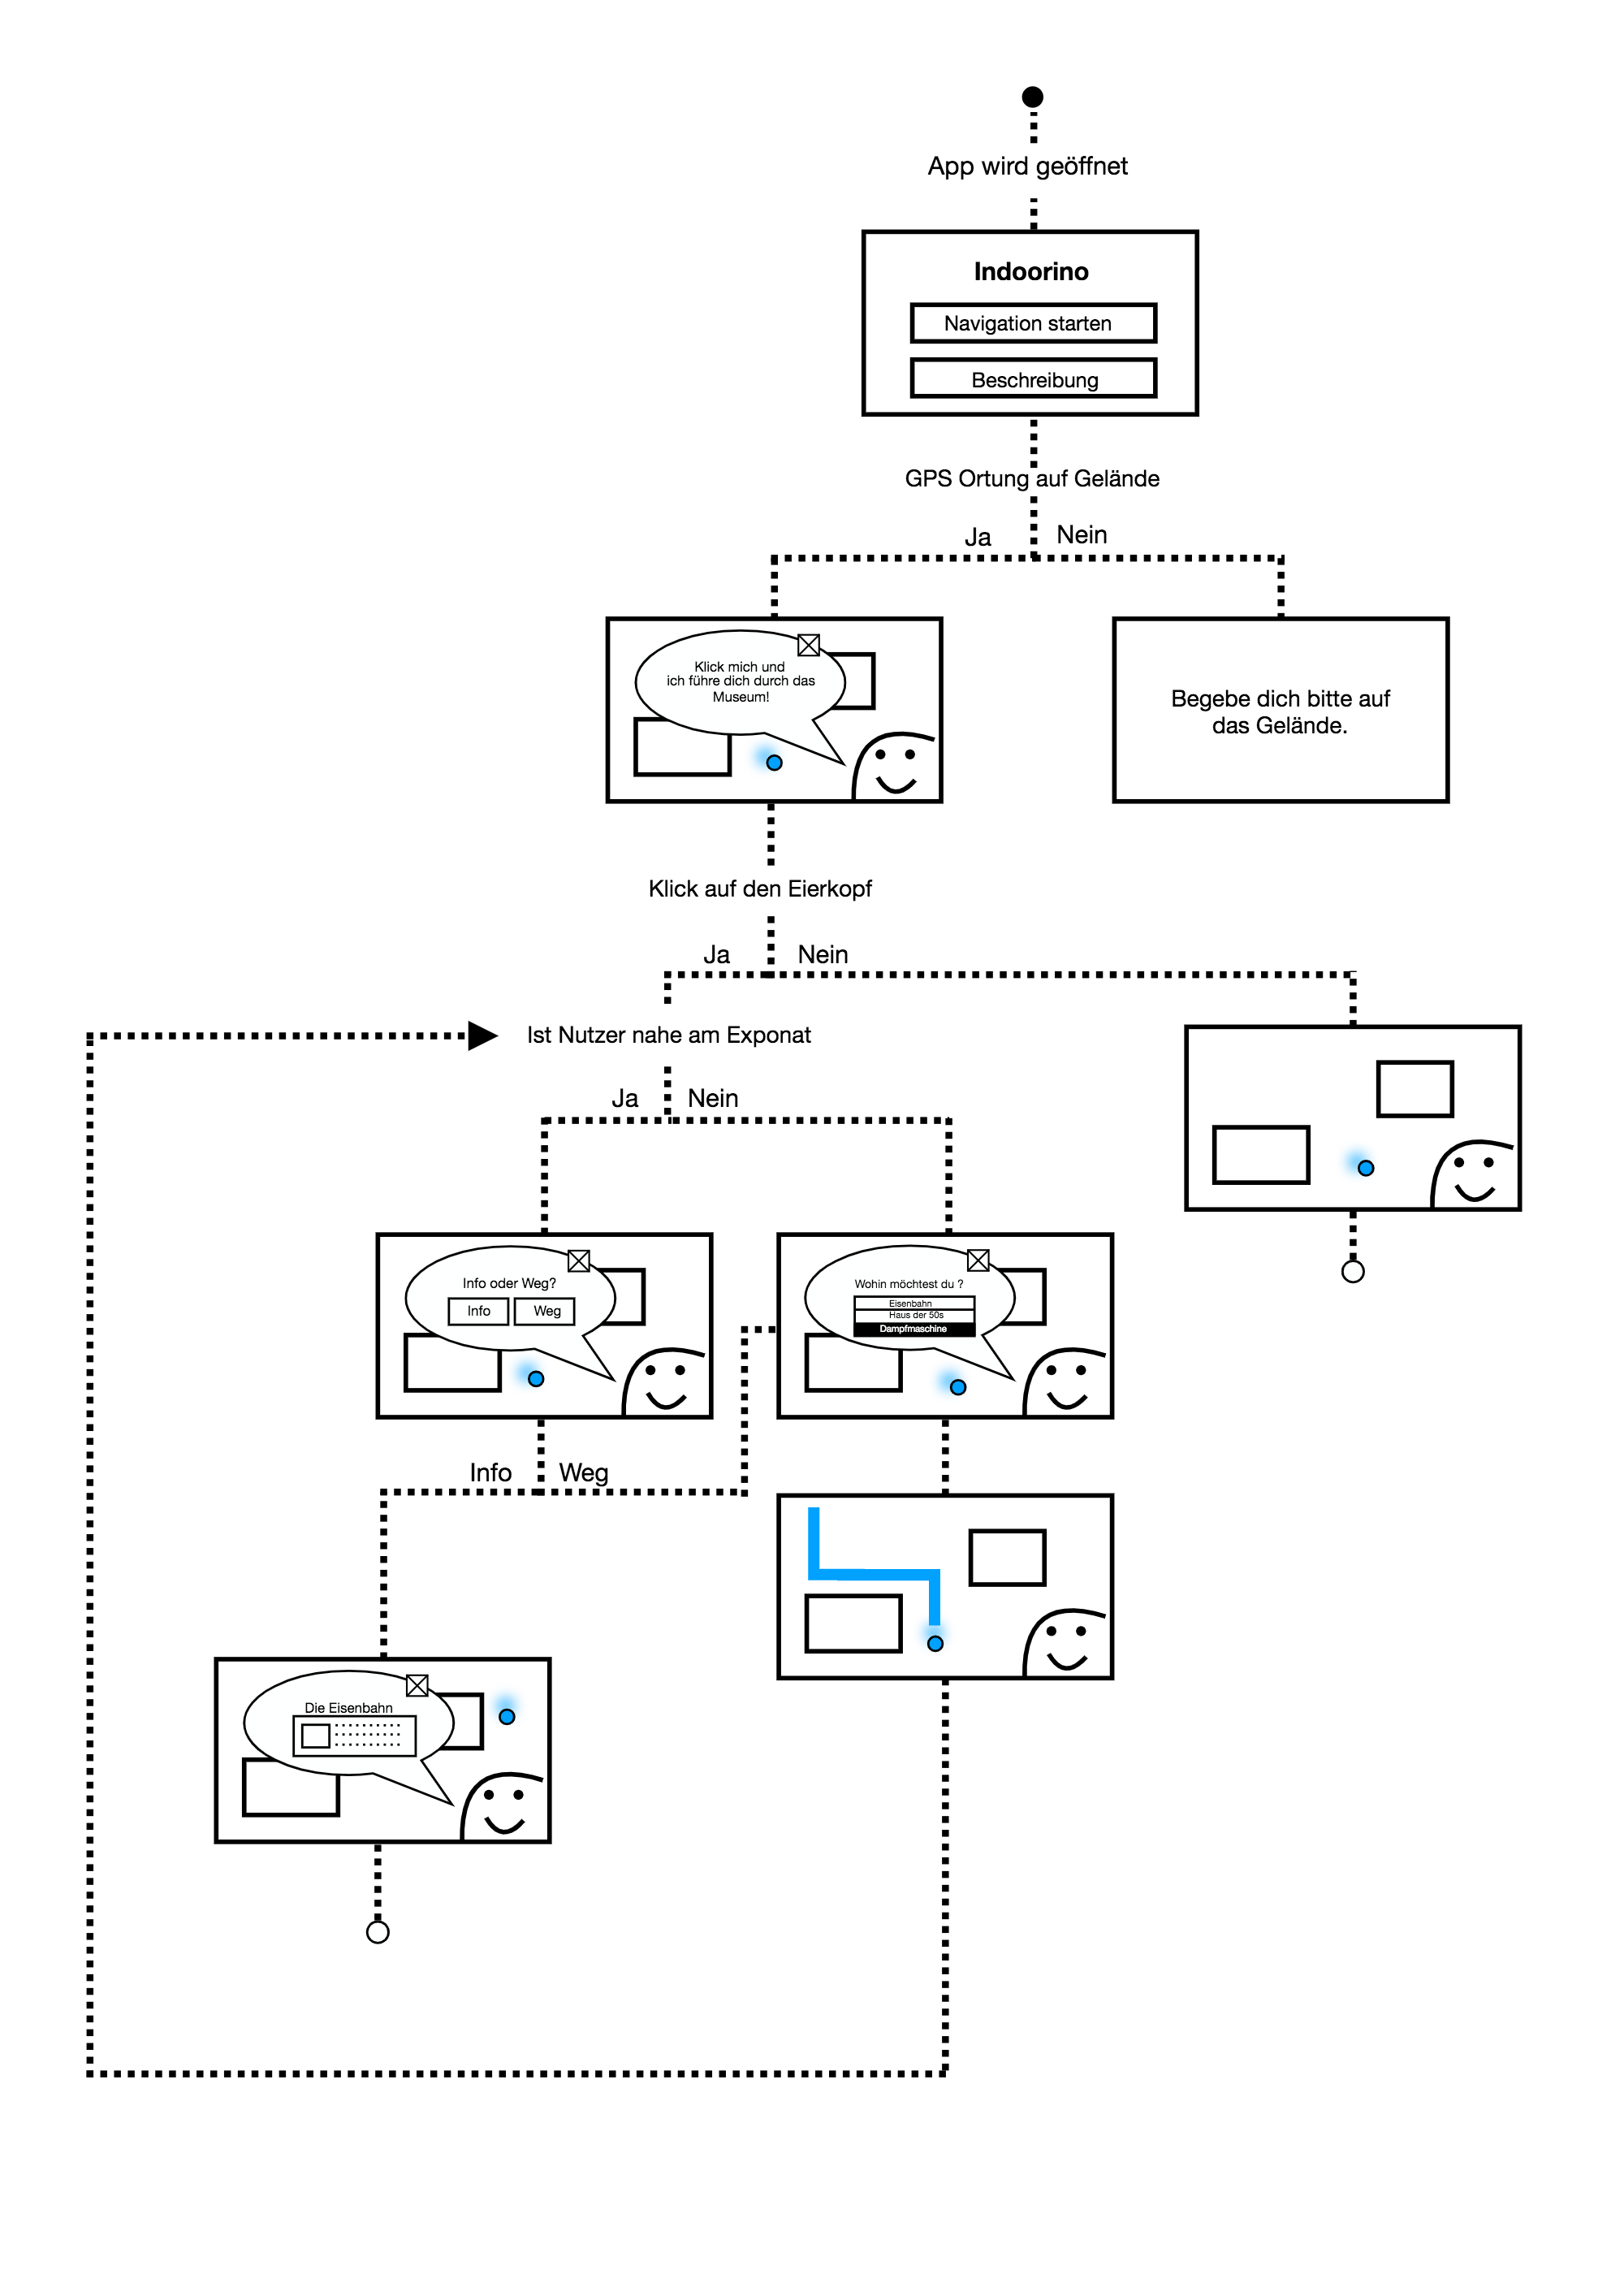 App wird geöffnet
Indoorino
Navigation starten
Beschreibung
GPS Ortung auf Gelände
Ja
Nein
Klick mich und
ich führe dich durch das
Museum!
Begebe dich bitte auf
das Gelände.
Klick auf den Eierkopf
Ja
Nein
Ist Nutzer nahe am Exponat
Ja
Nein
Info oder Weg?
Info
Weg
Wohin möchtest du ?
Eisenbahn
Haus der 50s
Dampfmaschine
Info
Weg
Die Eisenbahn